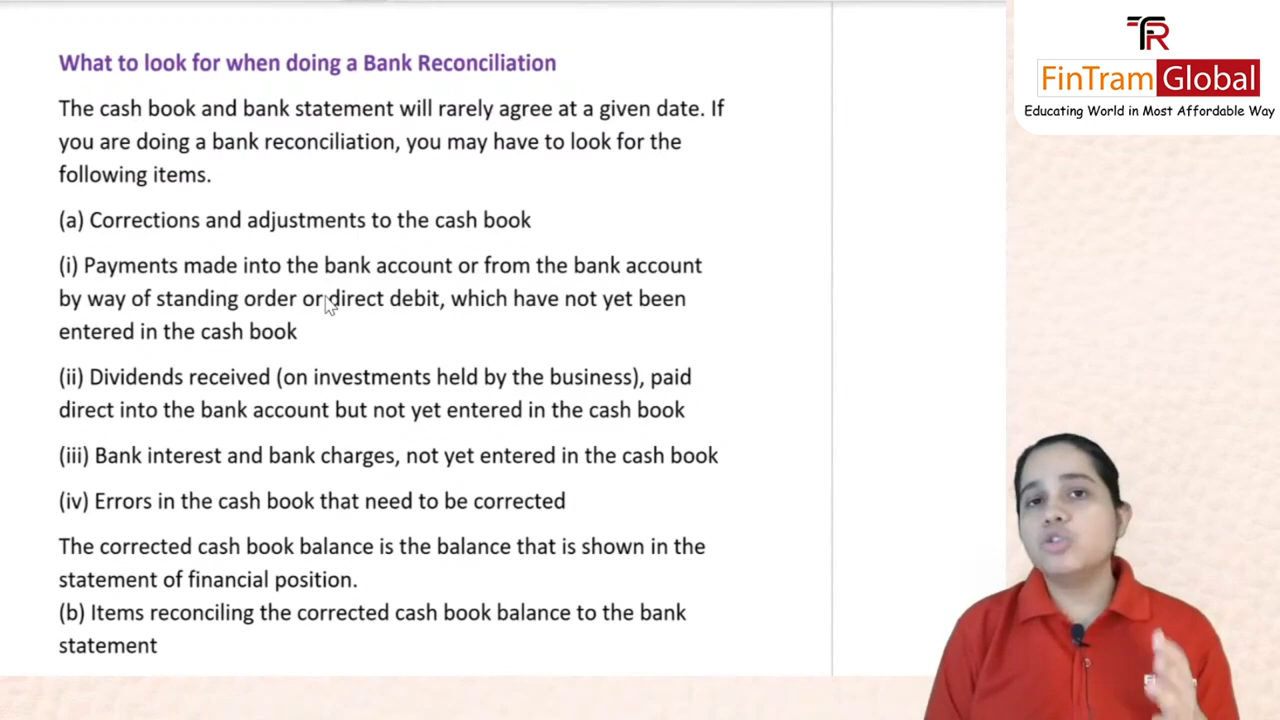 What to look for when doing a Bank Reconciliation
The cash book and bank statement will rarely agree at a given date. If
you are doing a bank reconciliation, you may have to look for the
following items.
(a) Corrections and adjustments to the cash book
(i) Payments made into the bank account or from the bank account
by way of standing order or direct debit, which have not yet been
entered in the cash book
(ii) Dividends received (on investments held by the business), paid
direct into the bank account but not yet entered in the cash book
(iii) Bank interest and bank charges, not yet entered in the cash book
(iv) Errors in the cash book that need to be corrected
The corrected cash book balance is the balance that is shown in the
statement of financial position.
(b) Items reconciling the corrected cash book balance to the bank
statement
TR
FinTram Global
Educating World in Most Affordable Way